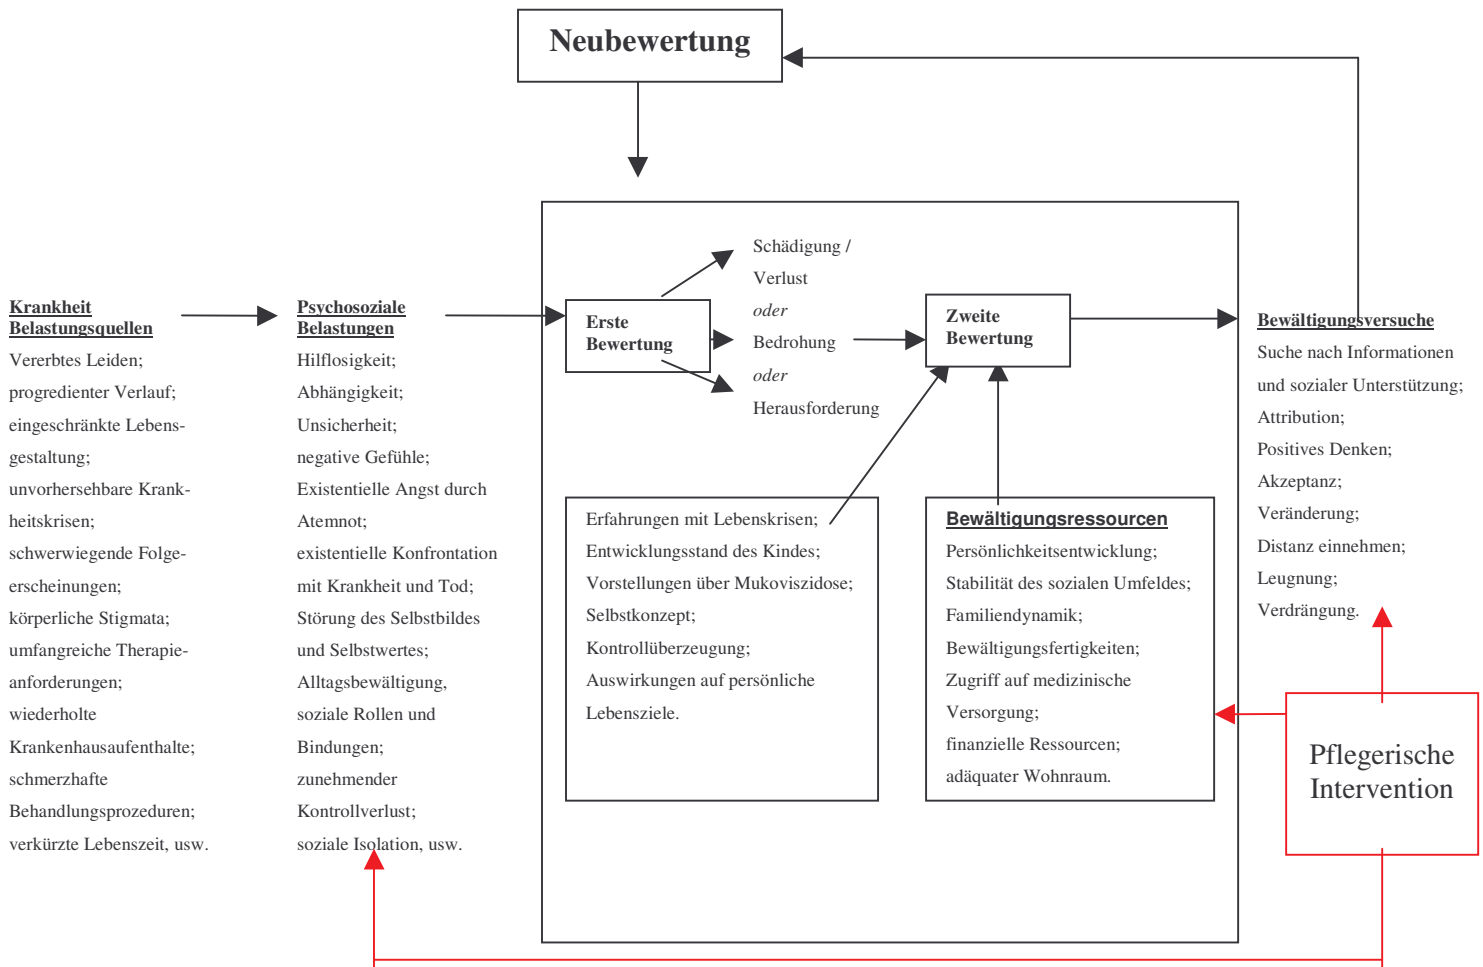 Neubewertung
Krankheit
Belastungsquellen
Vererbtes Leiden;
progredienter Verlauf;
eingeschränkte Lebens-
gestaltung;
unvorhersehbare Krank-
heitskrisen;
schwerwiegende Folge-
erscheinungen;
körperliche Stigmata;
umfangreiche Therapie-
anforderungen;
wiederholte
Krankenhausaufenthalte;
schmerzhafte
Behandlungsprozeduren;
verkürzte Lebenszeit, usw.
Psychosoziale
Belastungen
Hilflosigkeit;
Abhängigkeit;
Unsicherheit;
negative Gefühle;
Existentielle Angst durch
Atemnot;
existentielle Konfrontation
mit Krankheit und Tod;
Störung des Selbstbildes
und Selbstwertes;
Alltagsbewältigung,
soziale Rollen und
Bindungen;
zunehmender
Kontrollverlust;
soziale Isolation, usw.
Erste
Bewertung
Schädigung /
Verlust
oder
Bedrohung
oder
Herausforderung
Zweite
Bewertung
Erfahrungen mit Lebenskrisen;
Entwicklungsstand des Kindes;
Vorstellungen über Mukoviszidose;
Selbstkonzept;
Kontrollüberzeugung;
Auswirkungen auf persönliche
Lebensziele.
Bewältigungsressourcen
Persönlichkeitsentwicklung;
Stabilität des sozialen Umfeldes;
Familiendynamik;
Bewältigungsfertigkeiten;
Zugriff auf medizinische
Versorgung;
finanzielle Ressourcen;
adäquater Wohnraum.
Bewältigungsversuche
Suche nach Informationen
und sozialer Unterstützung;
Attribution;
Positives Denken;
Akzeptanz;
Veränderung;
Distanz einnehmen;
Leugnung;
Verdrängung.
Pflegerische
Intervention